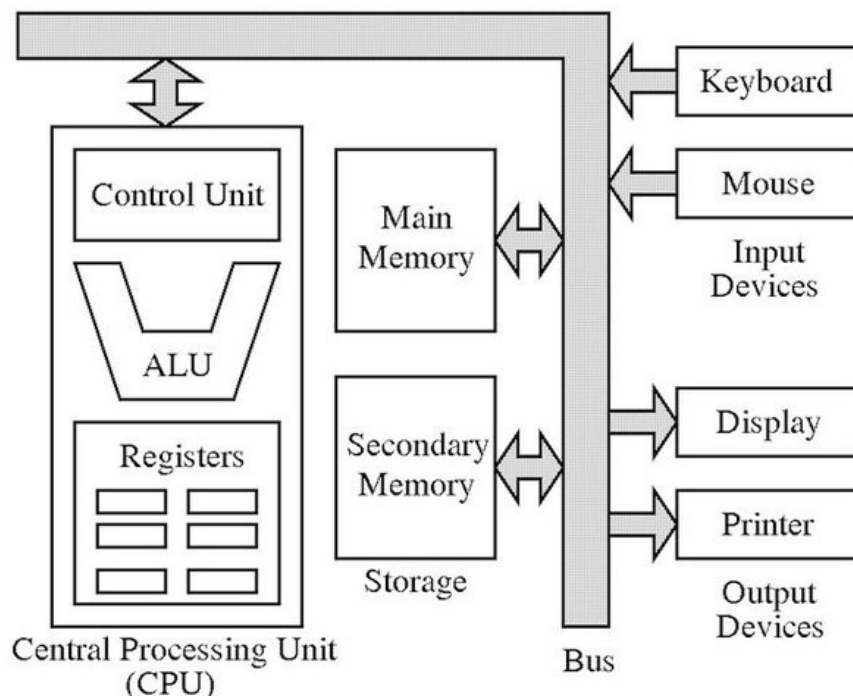 Control Unit
ALU
Registers
Central Processing Unit
(CPU)
Main
Memory
Secondary
Memory
Storage
Bus
Keyboard
Mouse
Input
Devices
Display
Printer
Output
Devices